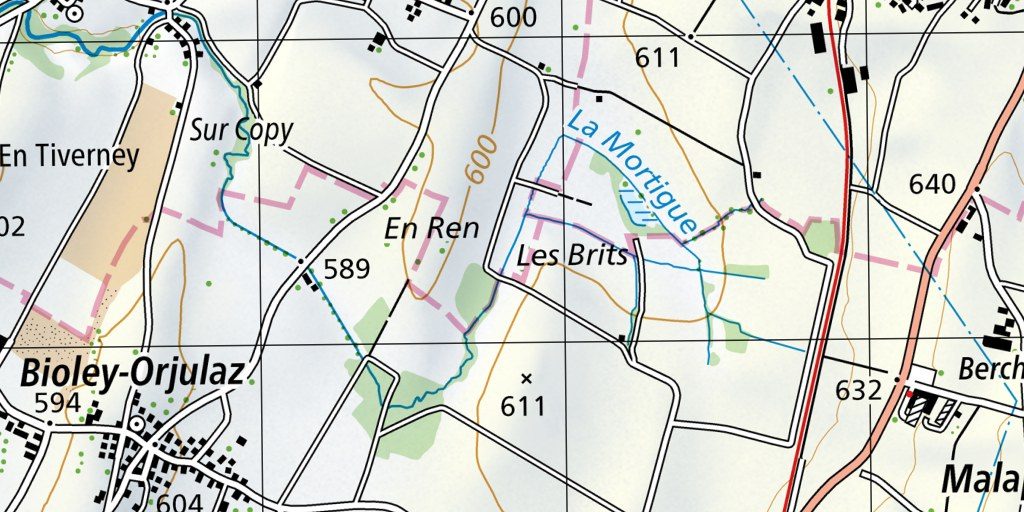 600
611
La Mortigue
Sur Copy
En Tiverney
600
640
02
En Ren
Les Brits
589
Bioley-Orjulaz
594
611
632
Berch
Mala
604